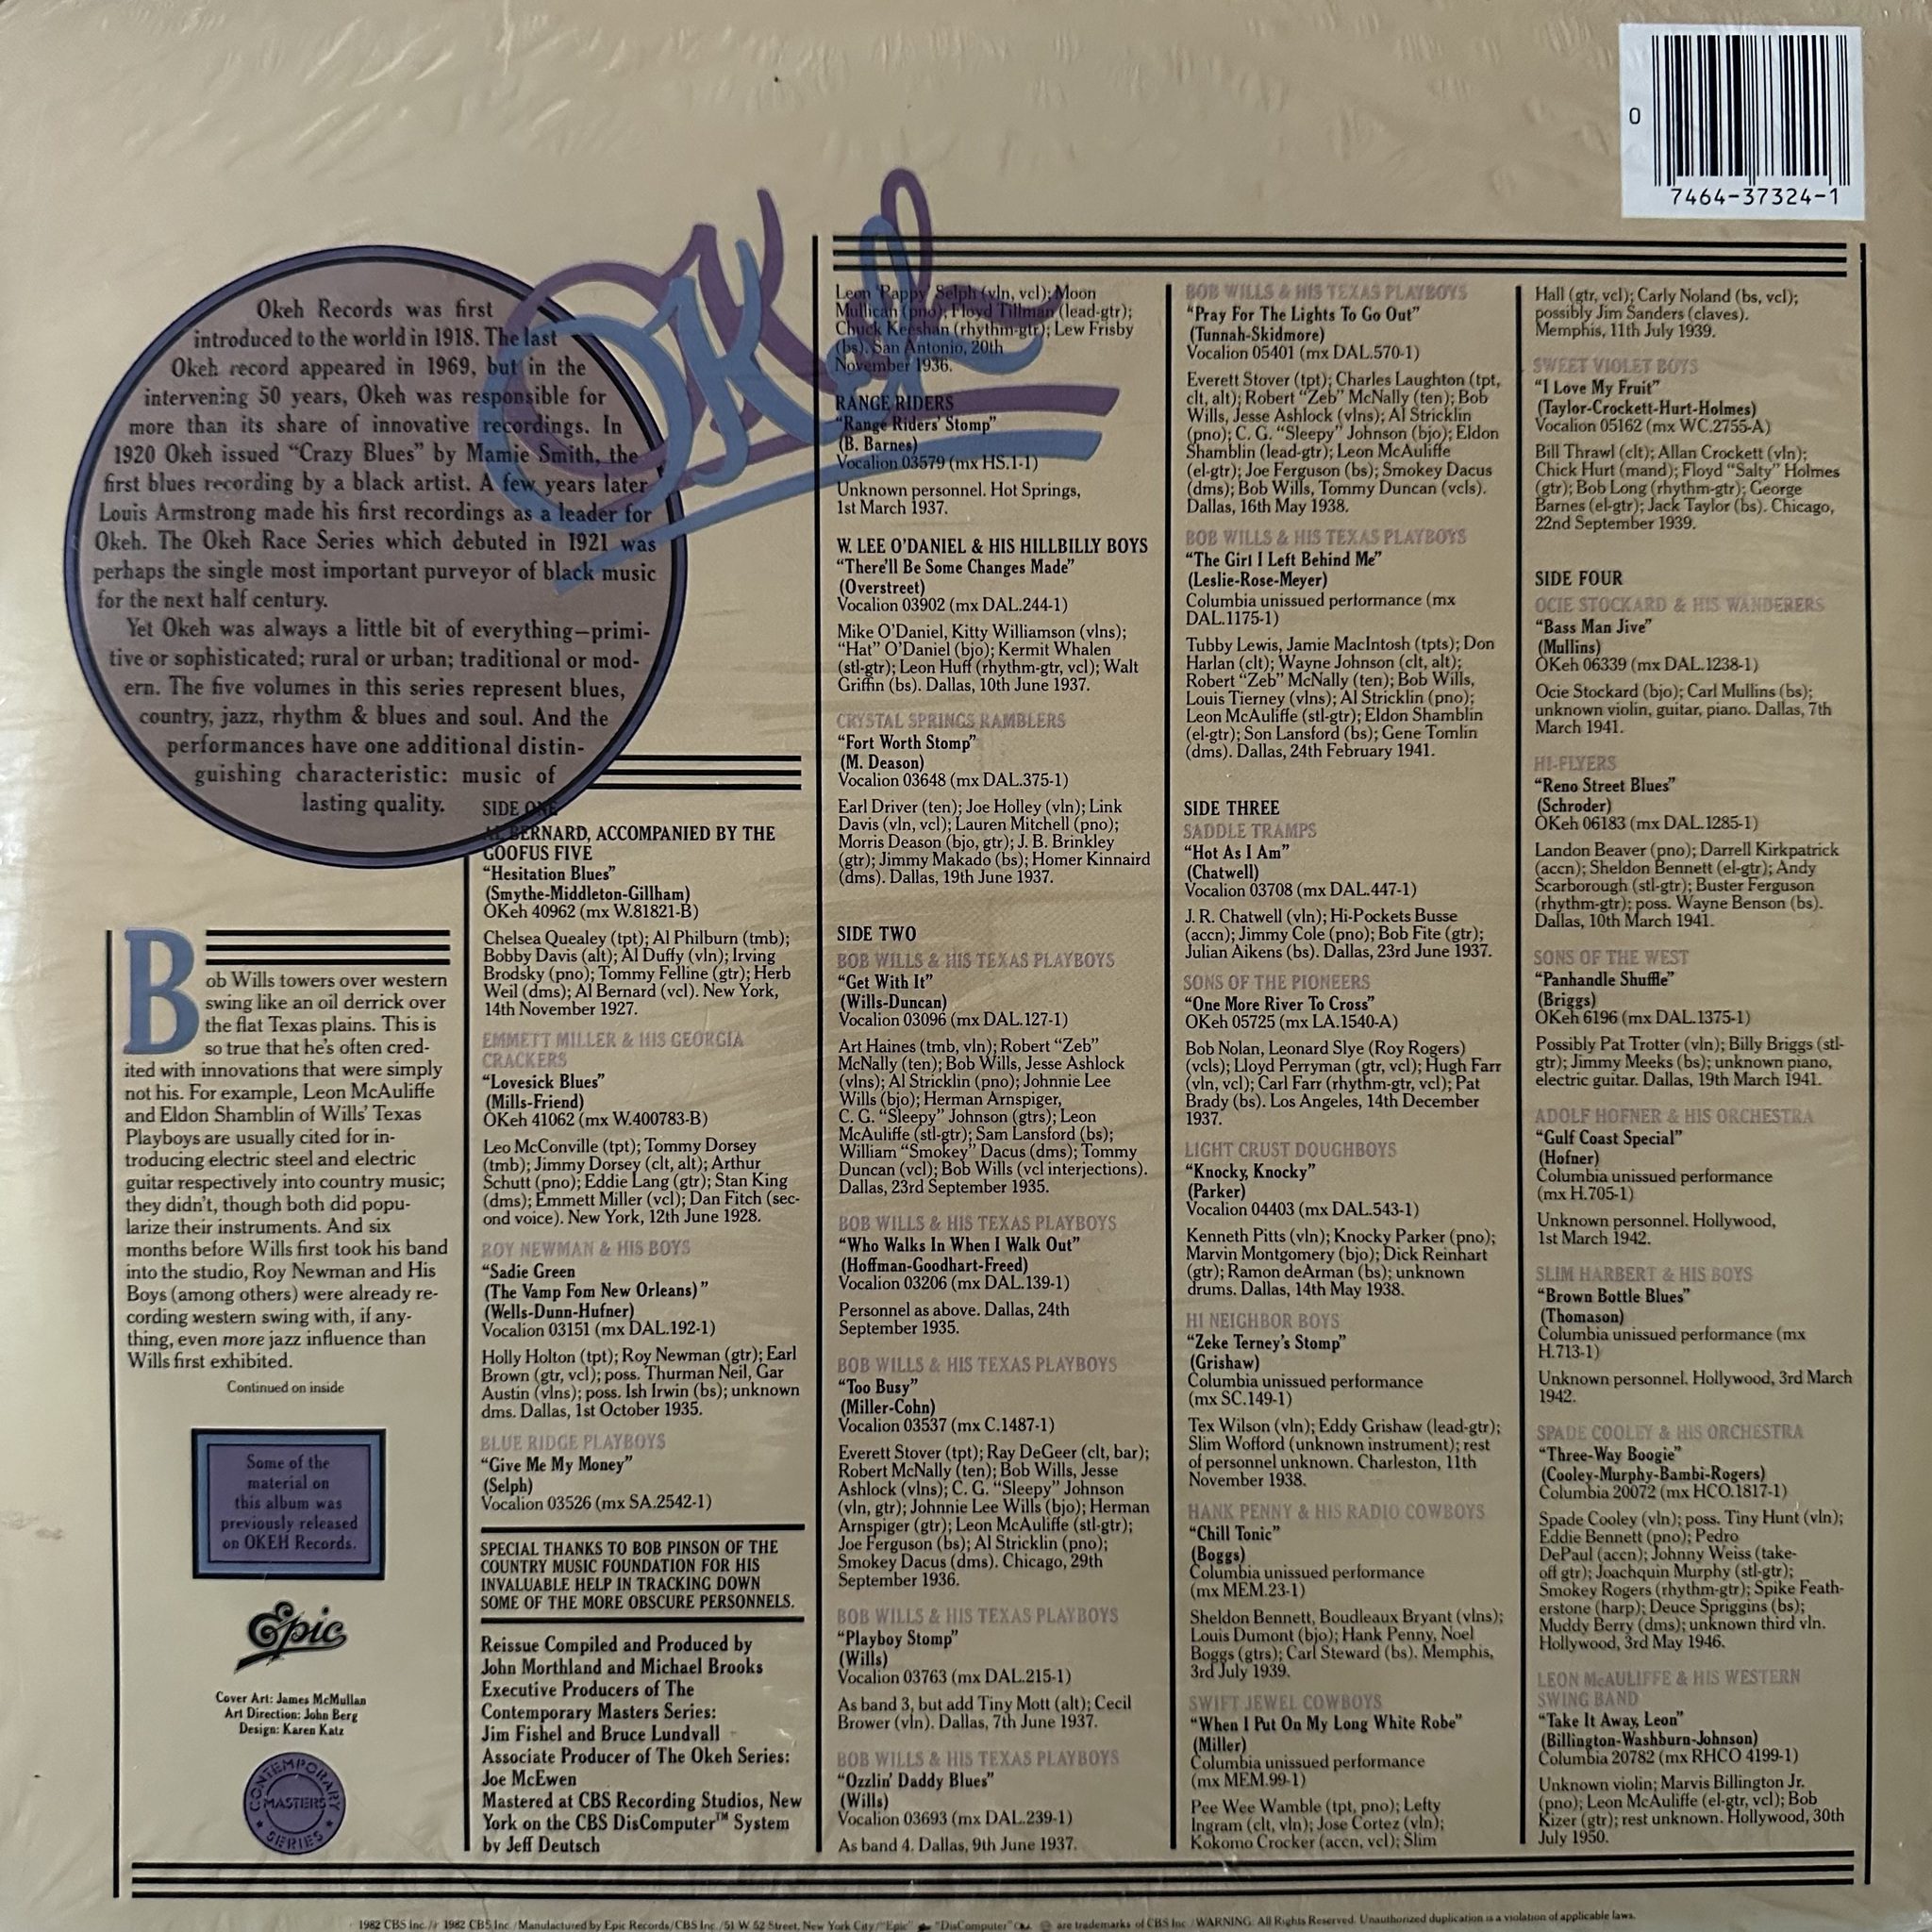 0
7464-37324-1
OKeh
Okeh Records was first
introduced to the world in 1918. The last
Okeh record appeared in 1969, but in the
intervening 50 years, Okeh was responsible for
more than its share of innovative recordings. In
1920 Okeh issued “Crazy Blues” by Mamie Smith, the
first blues recording by a black artist. A few years later
Louis Armstrong made his first recordings as a leader for
Okeh. The Okeh Race Series which debuted in 1921 was
perhaps the single most important purveyor of black music
for the next half century.
Yet Okeh was always a little bit of everything—primi-
tive or sophisticated; rural or urban; traditional or mod-
ern. The five volumes in this series represent blues,
country, jazz, rhythm & blues and soul. And the
performances have one additional distin-
guishing characteristic: music of
lasting quality.
Bob Wills towers over western
swing like an oil derrick over
the flat Texas plains. This is
so true that he's often cred-
ited with innovations that were simply
not his. For example, Leon McAuliffe
and Eldon Shamblin of Wills' Texas
Playboys are usually cited for in-
troducing electric steel and electric
guitar respectively into country music;
they didn't, though both did popu-
larize their instruments. And six
months before Wills first took his band
into the studio, Roy Newman and His
Boys (among others) were already re-
cording western swing with, if any-
thing, even more jazz influence than
Wills first exhibited.
Continued on inside
Some of the
material on
this album was
previously released
on OKEH Records.
Epic
Cover Art: James McMullan
Art Direction: John Berg
Design: Karen Katz
CONTEMPORARY
MASTERS
SERIES
SIDE ONE
AL BERNARD, ACCOMPANIED BY THE
GOOFUS FIVE
“Hesitation Blues”
(Smythe-Middleton-Gillham)
OKeh 40962 (mx W.81821-B)
Chelsea Quealey (tpt); Al Philburn (tmb);
Bobby Davis (alt); Al Duffy (vln); Irving
Brodsky (pno); Tommy Felline (gtr); Herb
Weil (dms); Al Bernard (vcl). New York,
14th November 1927.
EMMETT MILLER & HIS GEORGIA
CRACKERS
“Lovesick Blues”
(Mills-Friend)
OKeh 41062 (mx W.400783-B)
Leo McConville (tpt); Tommy Dorsey
(tmb); Jimmy Dorsey (clt, alt); Arthur
Schutt (pno); Eddie Lang (gtr); Stan King
(dms); Emmett Miller (vcl); Dan Fitch (sec-
ond voice). New York, 12th June 1928.
ROY NEWMAN & HIS BOYS
“Sadie Green
(The Vamp Fom New Orleans)”
(Wells-Dunn-Hufner)
Vocalion 03151 (mx DAL.192-1)
Holly Holton (tpt); Roy Newman (gtr); Earl
Brown (gtr, vcl); poss. Thurman Neil, Gar
Austin (vlns); poss. Ish Irwin (bs); unknown
dms. Dallas, 1st October 1935.
BLUE RIDGE PLAYBOYS
“Give Me My Money”
(Selph)
Vocalion 03526 (mx SA.2542-1)
SPECIAL THANKS TO BOB PINSON OF THE
COUNTRY MUSIC FOUNDATION FOR HIS
INVALUABLE HELP IN TRACKING DOWN
SOME OF THE MORE OBSCURE PERSONNELS.
Reissue Compiled and Produced by
John Morthland and Michael Brooks
Executive Producers of The
Contemporary Masters Series:
Jim Fishel and Bruce Lundvall
Associate Producer of The Okeh Series:
Joe McEwen
Mastered at CBS Recording Studios, New
York on the CBS DisComputer™ System
by Jeff Deutsch
Leon “Pappy” Selph (vln, vcl); Moon
Mullican (pno); Floyd Tillman (lead-gtr);
Chuck Keeshan (rhythm-gtr); Lew Frisby
(bs). San Antonio, 20th
November 1936.
RANGE RIDERS
“Range Riders' Stomp”
(B. Barnes)
Vocalion 03579 (mx HS.1-1)
Unknown personnel. Hot Springs,
1st March 1937.
W. LEE O'DANIEL & HIS HILLBILLY BOYS
“There'll Be Some Changes Made”
(Overstreet)
Vocalion 03902 (mx DAL.244-1)
Mike O'Daniel, Kitty Williamson (vlns);
“Hat” O'Daniel (bjo); Kermit Whalen
(stl-gtr); Leon Huff (rhythm-gtr, vcl); Walt
Griffin (bs). Dallas, 10th June 1937.
CRYSTAL SPRINGS RAMBLERS
“Fort Worth Stomp”
(M. Deason)
Vocalion 03648 (mx DAL.375-1)
Earl Driver (ten); Joe Holley (vln); Link
Davis (vln, vcl); Lauren Mitchell (pno);
Morris Deason (bjo, gtr); J. B. Brinkley
(gtr); Jimmy Makado (bs); Homer Kinnaird
(dms). Dallas, 19th June 1937.
SIDE TWO
BOB WILLS & HIS TEXAS PLAYBOYS
“Get With It”
(Wills-Duncan)
Vocalion 03096 (mx DAL.127-1)
Art Haines (tmb, vln); Robert “Zeb”
McNally (ten); Bob Wills, Jesse Ashlock
(vlns); Al Stricklin (pno); Johnnie Lee
Wills (bjo); Herman Arnspiger,
C. G. “Sleepy” Johnson (gtrs); Leon
McAuliffe (stl-gtr); Sam Lansford (bs);
William “Smokey” Dacus (dms); Tommy
Duncan (vcl); Bob Wills (vcl interjections).
Dallas, 23rd September 1935.
BOB WILLS & HIS TEXAS PLAYBOYS
“Who Walks In When I Walk Out”
(Hoffman-Goodhart-Freed)
Vocalion 03206 (mx DAL.139-1)
Personnel as above. Dallas, 24th
September 1935.
BOB WILLS & HIS TEXAS PLAYBOYS
“Too Busy”
(Miller-Cohn)
Vocalion 03537 (mx C.1487-1)
Everett Stover (tpt); Ray DeGeer (clt, bar);
Robert McNally (ten); Bob Wills, Jesse
Ashlock (vlns); C. G. “Sleepy” Johnson
(vln, gtr); Johnnie Lee Wills (bjo); Herman
Arnspiger (gtr); Leon McAuliffe (stl-gtr);
Joe Ferguson (bs); Al Stricklin (pno);
Smokey Dacus (dms). Chicago, 29th
September 1936.
BOB WILLS & HIS TEXAS PLAYBOYS
“Playboy Stomp”
(Wills)
Vocalion 03763 (mx DAL.215-1)
As band 3, but add Tiny Mott (alt); Cecil
Brower (vln). Dallas, 7th June 1937.
BOB WILLS & HIS TEXAS PLAYBOYS
“Ozzlin' Daddy Blues”
(Wills)
Vocalion 03693 (mx DAL.239-1)
As band 4. Dallas, 9th June 1937.
BOB WILLS & HIS TEXAS PLAYBOYS
“Pray For The Lights To Go Out”
(Tunnah-Skidmore)
Vocalion 05401 (mx DAL.570-1)
Everett Stover (tpt); Charles Laughton (tpt,
clt, alt); Robert “Zeb” McNally (ten); Bob
Wills, Jesse Ashlock (vlns); Al Stricklin
(pno); C. G. “Sleepy” Johnson (bjo); Eldon
Shamblin (lead-gtr); Leon McAuliffe
(el-gtr); Joe Ferguson (bs); Smokey Dacus
(dms); Bob Wills, Tommy Duncan (vcls).
Dallas, 16th May 1938.
BOB WILLS & HIS TEXAS PLAYBOYS
“The Girl I Left Behind Me”
(Leslie-Rose-Meyer)
Columbia unissued performance (mx
DAL.1175-1)
Tubby Lewis, Jamie MacIntosh (tpts); Don
Harlan (clt); Wayne Johnson (clt, alt);
Robert “Zeb” McNally (ten); Bob Wills,
Louis Tierney (vlns); Al Stricklin (pno);
Leon McAuliffe (stl-gtr); Eldon Shamblin
(el-gtr); Son Lansford (bs); Gene Tomlin
(dms). Dallas, 24th February 1941.
SIDE THREE
SADDLE TRAMPS
“Hot As I Am”
(Chatwell)
Vocalion 03708 (mx DAL.447-1)
J. R. Chatwell (vln); Hi-Pockets Busse
(accn); Jimmy Cole (pno); Bob Fite (gtr);
Julian Aikens (bs). Dallas, 23rd June 1937.
SONS OF THE PIONEERS
“One More River To Cross”
OKeh 05725 (mx LA.1540-A)
Bob Nolan, Leonard Slye (Roy Rogers)
(vcls); Lloyd Perryman (gtr, vcl); Hugh Farr
(vln, vcl); Carl Farr (rhythm-gtr, vcl); Pat
Brady (bs). Los Angeles, 14th December
1937.
LIGHT CRUST DOUGHBOYS
“Knocky, Knocky”
(Parker)
Vocalion 04403 (mx DAL.543-1)
Kenneth Pitts (vln); Knocky Parker (pno);
Marvin Montgomery (bjo); Dick Reinhart
(gtr); Ramon deArman (bs); unknown
drums. Dallas, 14th May 1938.
HI NEIGHBOR BOYS
“Zeke Terney's Stomp”
(Grishaw)
Columbia unissued performance
(mx SC.149-1)
Tex Wilson (vln); Eddy Grishaw (lead-gtr);
Slim Wofford (unknown instrument); rest
of personnel unknown. Charleston, 11th
November 1938.
HANK PENNY & HIS RADIO COWBOYS
“Chill Tonic”
(Boggs)
Columbia unissued performance
(mx MEM.23-1)
Sheldon Bennett, Boudleaux Bryant (vlns);
Louis Dumont (bjo); Hank Penny, Noel
Boggs (gtrs); Carl Steward (bs). Memphis,
3rd July 1939.
SWIFT JEWEL COWBOYS
“When I Put On My Long White Robe”
(Miller)
Columbia unissued performance
(mx MEM.99-1)
Pee Wee Wamble (tpt, pno); Lefty
Ingram (clt, vln); Jose Cortez (vln);
Kokomo Crocker (accn, vcl); Slim
Hall (gtr, vcl); Carly Noland (bs, vcl);
possibly Jim Sanders (claves).
Memphis, 11th July 1939.
SWEET VIOLET BOYS
“I Love My Fruit”
(Taylor-Crockett-Hurt-Holmes)
Vocalion 05162 (mx WC.2755-A)
Bill Thrawl (clt); Allan Crockett (vln);
Chick Hurt (mand); Floyd “Salty” Holmes
(gtr); Bob Long (rhythm-gtr); George
Barnes (el-gtr); Jack Taylor (bs). Chicago,
22nd September 1939.
SIDE FOUR
OCIE STOCKARD & HIS WANDERERS
“Bass Man Jive”
(Mullins)
OKeh 06339 (mx DAL.1238-1)
Ocie Stockard (bjo); Carl Mullins (bs);
unknown violin, guitar, piano. Dallas, 7th
March 1941.
HI-FLYERS
“Reno Street Blues”
(Schroder)
OKeh 06183 (mx DAL.1285-1)
Landon Beaver (pno); Darrell Kirkpatrick
(accn); Sheldon Bennett (el-gtr); Andy
Scarborough (stl-gtr); Buster Ferguson
(rhythm-gtr); poss. Wayne Benson (bs).
Dallas, 10th March 1941.
SONS OF THE WEST
“Panhandle Shuffle”
(Briggs)
OKeh 6196 (mx DAL.1375-1)
Possibly Pat Trotter (vln); Billy Briggs (stl-
gtr); Jimmy Meeks (bs); unknown piano,
electric guitar. Dallas, 19th March 1941.
ADOLF HOFNER & HIS ORCHESTRA
“Gulf Coast Special”
(Hofner)
Columbia unissued performance
(mx H.705-1)
Unknown personnel. Hollywood,
1st March 1942.
SLIM HARBERT & HIS BOYS
“Brown Bottle Blues”
(Thomason)
Columbia unissued performance (mx
H.713-1)
Unknown personnel. Hollywood, 3rd March
1942.
SPADE COOLEY & HIS ORCHESTRA
“Three-Way Boogie”
(Cooley-Murphy-Bambi-Rogers)
Columbia 20072 (mx HCO.1817-1)
Spade Cooley (vln); poss. Tiny Hunt (vln);
Eddie Bennett (pno); Pedro
DePaul (accn); Johnny Weiss (take-
off gtr); Joachquin Murphy (stl-gtr);
Smokey Rogers (rhythm-gtr); Spike Feath-
erstone (harp); Deuce Spriggins (bs);
Muddy Berry (dms); unknown third vln.
Hollywood, 3rd May 1946.
LEON McAULIFFE & HIS WESTERN
SWING BAND
“Take It Away, Leon”
(Billington-Washburn-Johnson)
Columbia 20782 (mx RHCO 4199-1)
Unknown violin; Marvis Billington Jr.
(pno); Leon McAuliffe (el-gtr, vcl); Bob
Kizer (gtr); rest unknown. Hollywood, 30th
July 1950.
1982 CBS Inc./ 1982 CBS Inc./Manufactured by Epic Records/CBS Inc./51 W. 52 Street, New York City/“Epic” “DisComputer” are trademarks of CBS Inc./WARNING: All Rights Reserved. Unauthorized duplication is a violation of applicable laws.